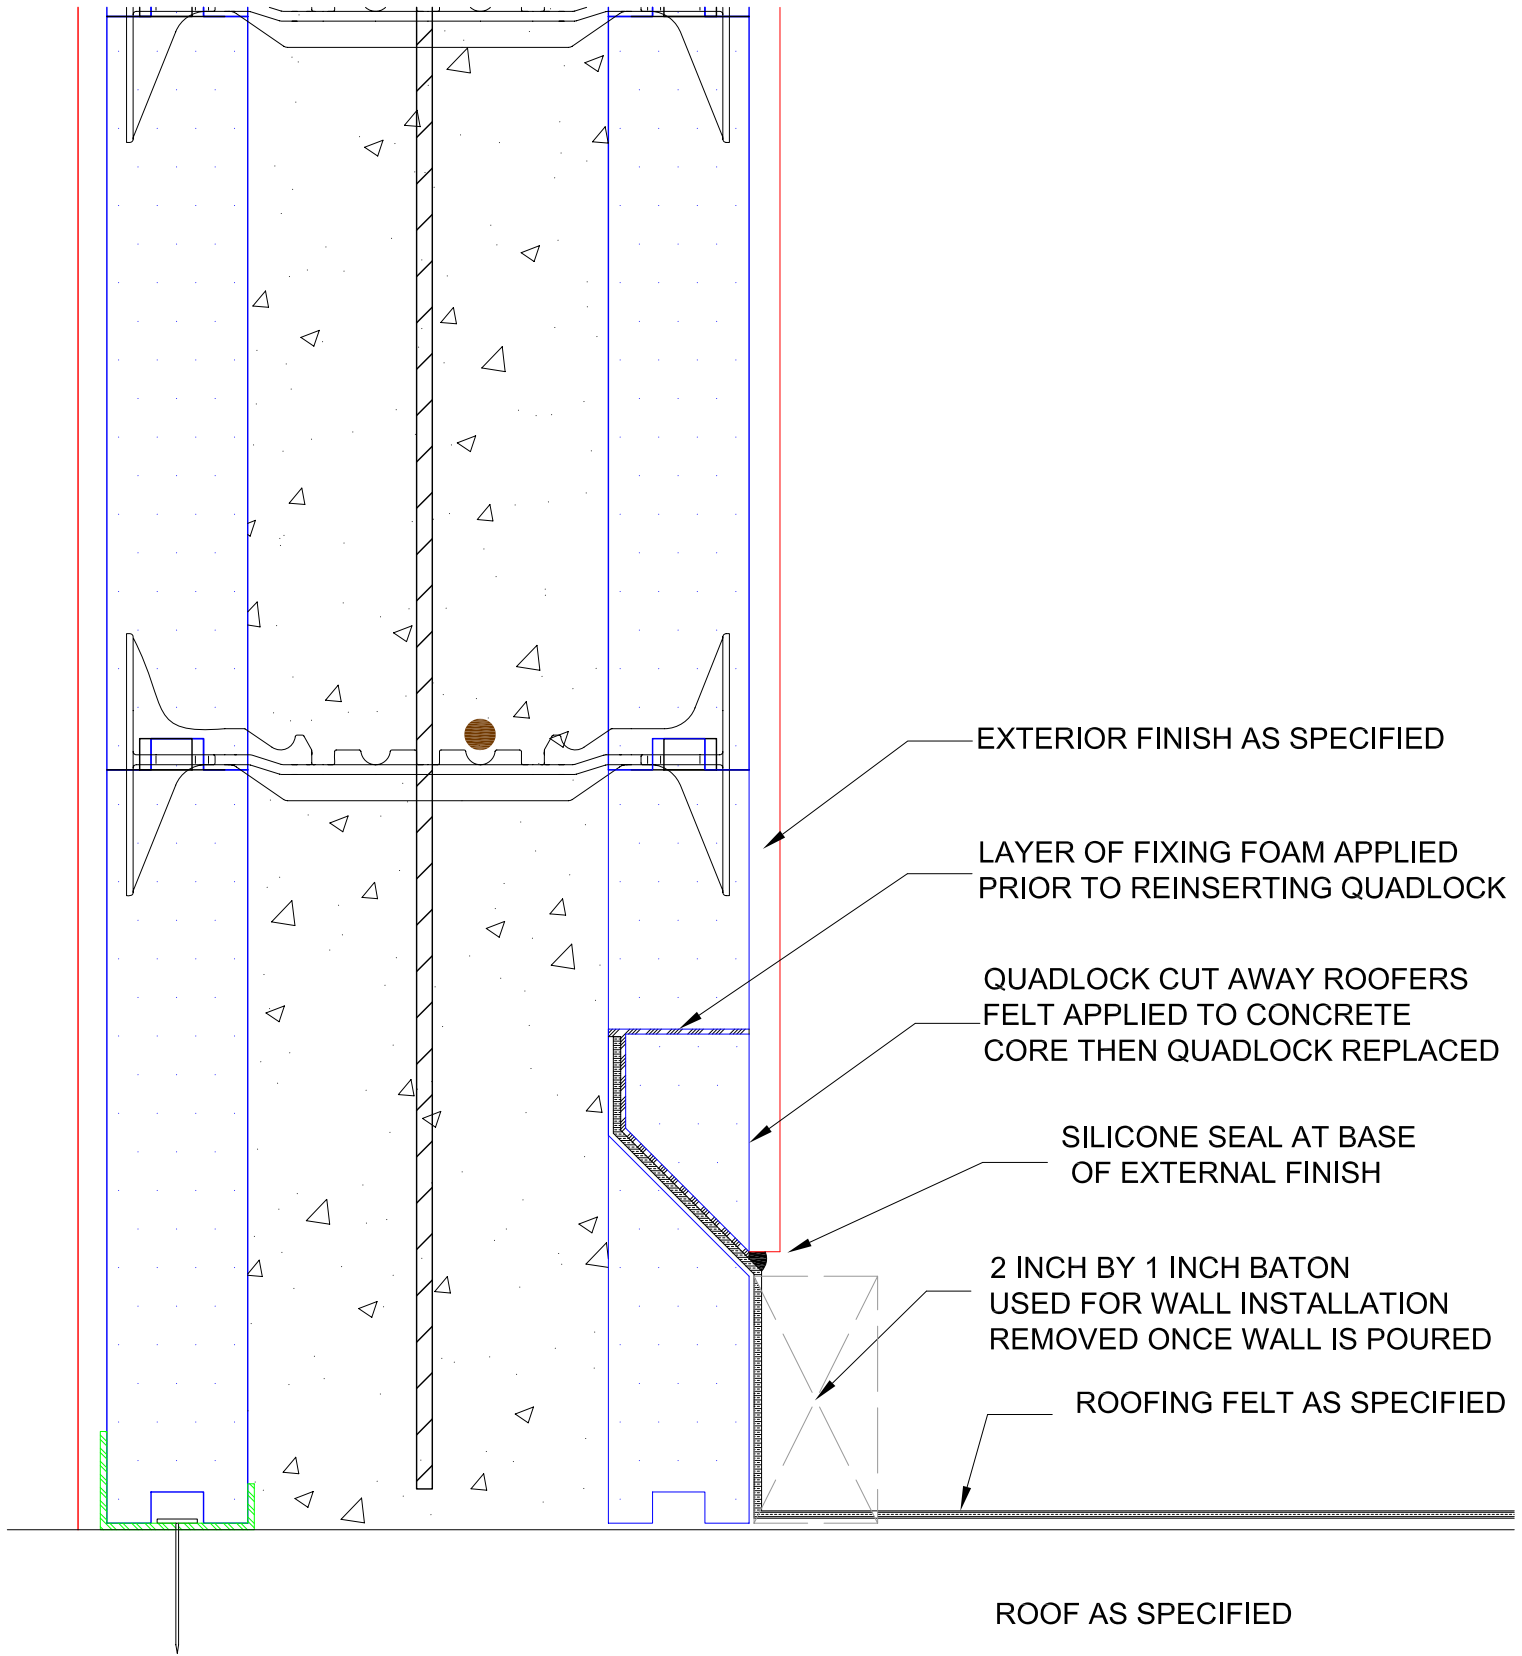 EXTERIOR FINISH AS SPECIFIED
LAYER OF FIXING FOAM APPLIED
PRIOR TO REINSERTING QUADLOCK
QUADLOCK CUT AWAY ROOFERS
FELT APPLIED TO CONCRETE
CORE THEN QUADLOCK REPLACED
SILICONE SEAL AT BASE
OF EXTERNAL FINISH
2 INCH BY 1 INCH BATON
USED FOR WALL INSTALLATION
REMOVED ONCE WALL IS POURED
ROOFING FELT AS SPECIFIED
ROOF AS SPECIFIED